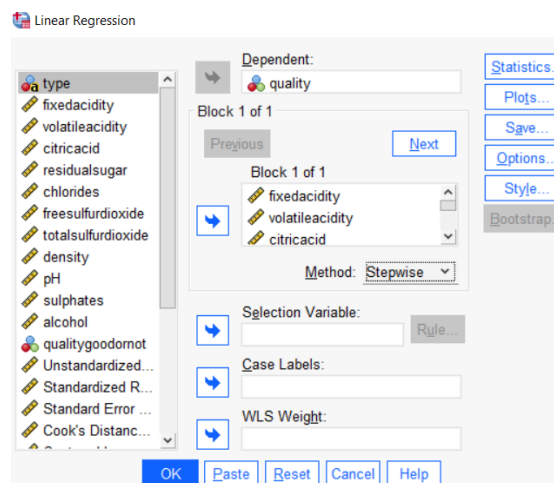 Linear Regression
type
fixedacidity
volatileacidity
citricacid
residualsugar
chlorides
freesulfurdioxide
totalsulfurdioxide
density
pH
sulphates
alcohol
qualitygoodornot
Unstandardized...
Standardized R...
Standard Error ...
Cook's Distanc...
Dependent:
quality
Block 1 of 1
Previous
Next
Block 1 of 1
fixedacidity
volatileacidity
citricacid
Method: Stepwise
Selection Variable:
Rule...
Case Labels:
WLS Weight:
Statistics...
Plots...
Save...
Options...
Style...
Bootstrap...
OK Paste Reset Cancel Help